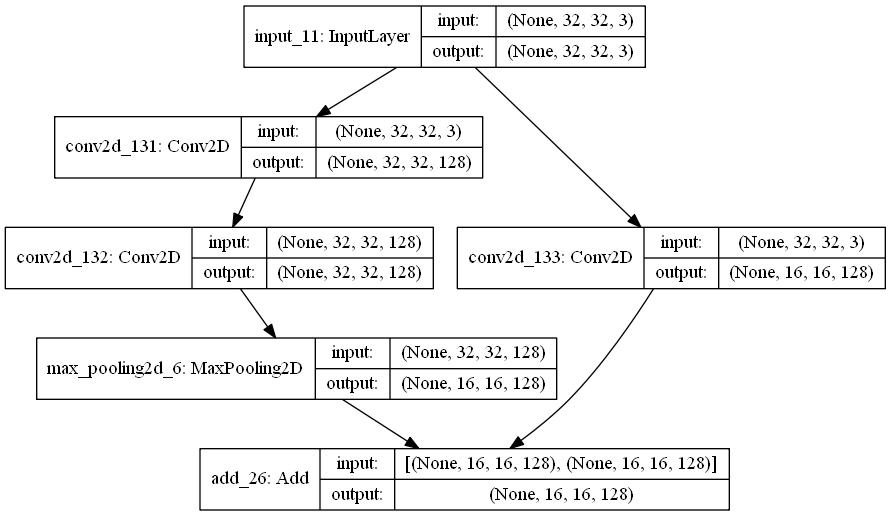 input_11: InputLayer
input: (None, 32, 32, 3)
output: (None, 32, 32, 3)
conv2d_131: Conv2D
input: (None, 32, 32, 3)
output: (None, 32, 32, 128)
conv2d_132: Conv2D
input: (None, 32, 32, 128)
output: (None, 32, 32, 128)
conv2d_133: Conv2D
input: (None, 32, 32, 3)
output: (None, 16, 16, 128)
max_pooling2d_6: MaxPooling2D
input: (None, 32, 32, 128)
output: (None, 16, 16, 128)
add_26: Add
input: [(None, 16, 16, 128), (None, 16, 16, 128)]
output: (None, 16, 16, 128)